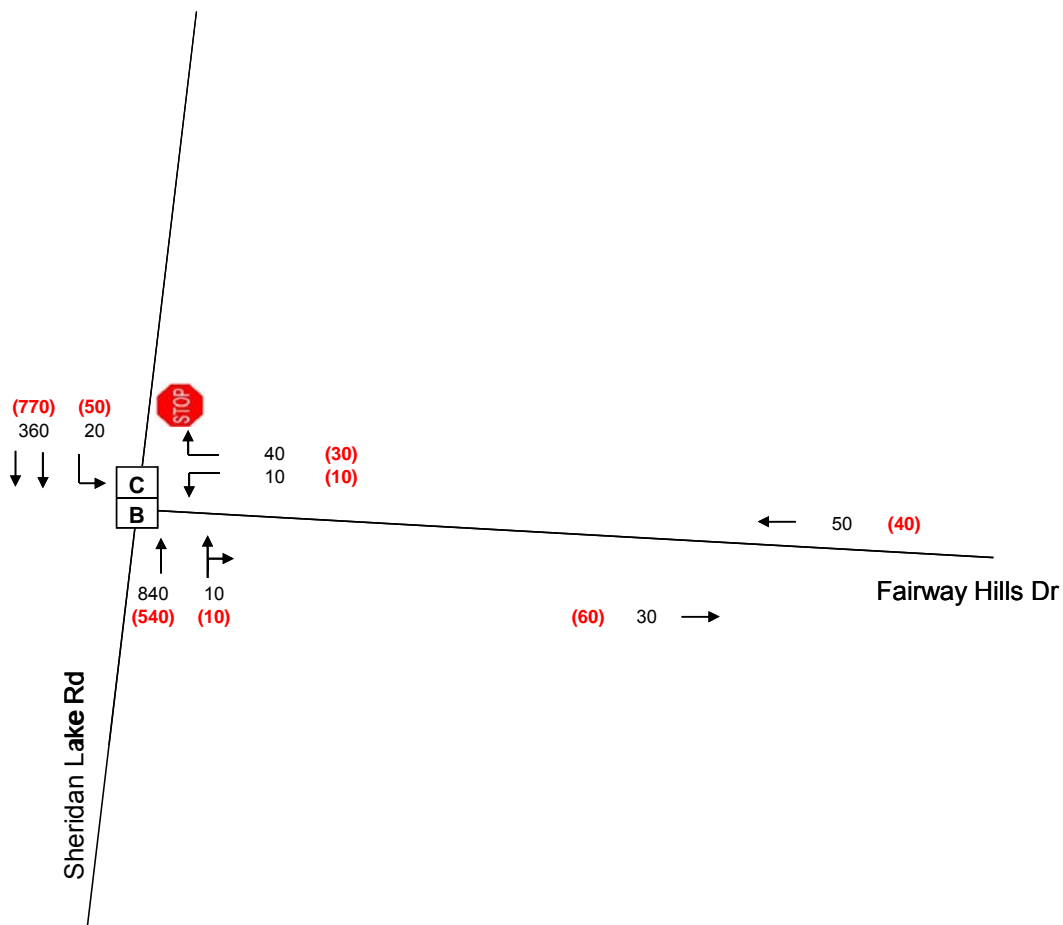 (770) (50)
360 20
STOP
40 (30)
10 (10)
C
B
50 (40)
840 10
(540) (10)
(60) 30
Fairway Hills Dr
Sheridan Lake Rd